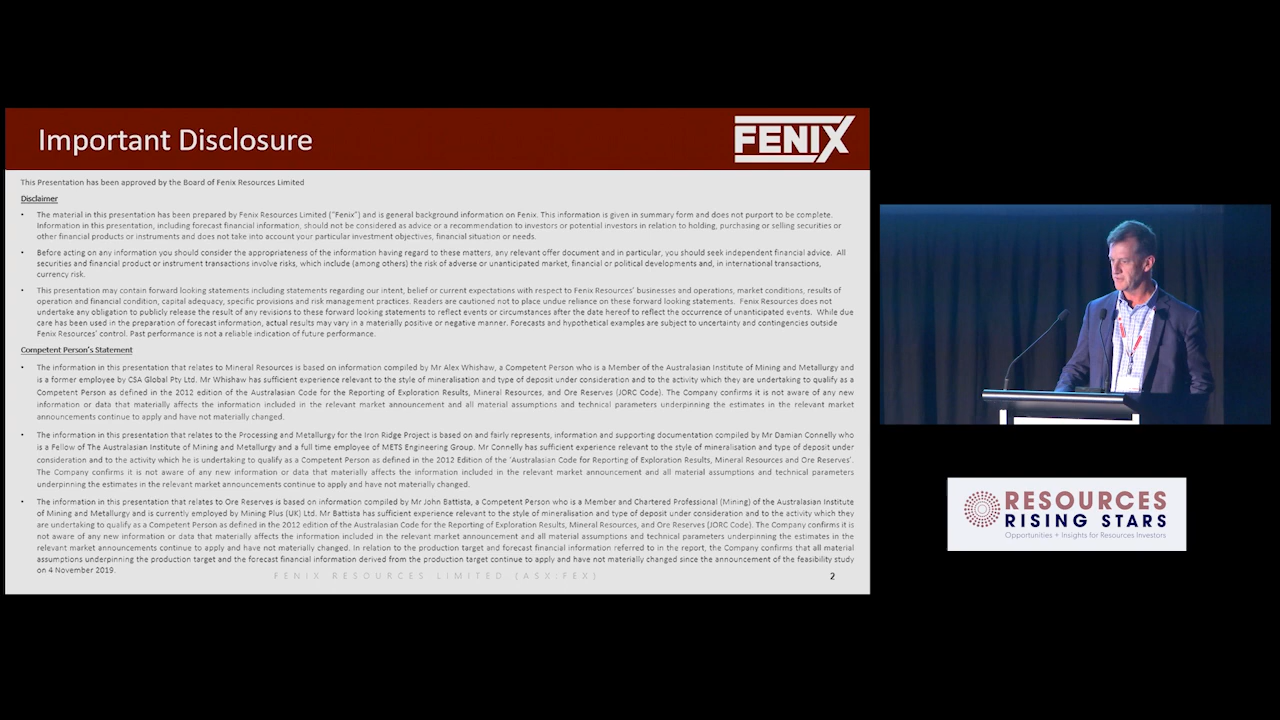 Important Disclosure
FENIX
This Presentation has been approved by the Board of Fenix Resources Limited
Disclaimer
• The material in this presentation has been prepared by Fenix Resources Limited ("Fenix") and is general background information on Fenix. This information is given in summary form and does not purport to be complete.
Information in this presentation, including forecast financial information, should not be considered as advice or a recommendation to investors or potential investors in relation to holding, purchasing or selling securities or
other financial products or instruments and does not take into account your particular investment objectives, financial situation or needs.
• Before acting on any information you should consider the appropriateness of the information having regard to these matters, any relevant offer document and in particular, you should seek independent financial advice. All
securities and financial product or instrument transactions involve risks, which include (among others) the risk of adverse or unanticipated market, financial or political developments and, in international transactions,
currency risk.
• This presentation may contain forward looking statements including statements regarding our intent, belief or current expectations with respect to Fenix Resources' businesses and operations, market conditions, results of
operation and financial condition, capital adequacy, specific provisions and risk management practices. Readers are cautioned not to place undue reliance on these forward looking statements. Fenix Resources does not
undertake any obligation to publicly release the result of any revisions to these forward looking statements to reflect events or circumstances after the date hereof to reflect the occurrence of unanticipated events. While due
care has been used in the preparation of forecast information, actual results may vary in a materially positive or negative manner. Forecasts and hypothetical examples are subject to uncertainty and contingencies outside
Fenix Resources' control. Past performance is not a reliable indication of future performance.
Competent Person's Statement
• The information in this presentation that relates to Mineral Resources is based on information compiled by Mr Alex Whishaw, a Competent Person who is a Member of the Australasian Institute of Mining and Metallurgy and
is a former employee by CSA Global Pty Ltd. Mr Whishaw has sufficient experience relevant to the style of mineralisation and type of deposit under consideration and to the activity which they are undertaking to qualify as a
Competent Person as defined in the 2012 edition of the Australasian Code for the Reporting of Exploration Results, Mineral Resources, and Ore Reserves (JORC Code). The Company confirms it is not aware of any new
information or data that materially affects the information included in the relevant market announcement and all material assumptions and technical parameters underpinning the estimates in the relevant market
announcements continue to apply and have not materially changed.
• The information in this presentation that relates to the Processing and Metallurgy for the Iron Ridge Project is based on and fairly represents, information and supporting documentation compiled by Mr Damian Connelly who
is a Fellow of The Australasian Institute of Mining and Metallurgy and a full time employee of METS Engineering Group. Mr Connelly has sufficient experience relevant to the style of mineralisation and type of deposit under
consideration and to the activity which he is undertaking to qualify as a Competent Person as defined in the 2012 Edition of the 'Australasian Code for Reporting of Exploration Results, Mineral Resources and Ore Reserves'.
The Company confirms it is not aware of any new information or data that materially affects the information included in the relevant market announcement and all material assumptions and technical parameters
underpinning the estimates in the relevant market announcements continue to apply and have not materially changed.
• The information in this presentation that relates to Ore Reserves is based on information compiled by Mr John Battista, a Competent Person who is a Member and Chartered Professional (Mining) of the Australasian Institute
of Mining and Metallurgy and is currently employed by Mining Plus (UK) Ltd. Mr Battista has sufficient experience relevant to the style of mineralisation and type of deposit under consideration and to the activity which they
are undertaking to qualify as a Competent Person as defined in the 2012 edition of the Australasian Code for the Reporting of Exploration Results, Mineral Resources, and Ore Reserves (JORC Code). The Company confirms it is
not aware of any new information or data that materially affects the information included in the relevant market announcement and all material assumptions and technical parameters underpinning the estimates in the
relevant market announcements continue to apply and have not materially changed. In relation to the production target and forecast financial information referred to in the report, the Company confirms that all material
assumptions underpinning the production target and the forecast financial information derived from the production target continue to apply and have not materially changed since the announcement of the feasibility study
on 4 November 2019.
FENIX RESOURCES LIMITED (ASX:FEX)
2
RESOURCES
RISING STARS
Opportunities + Insights for Resources Investors